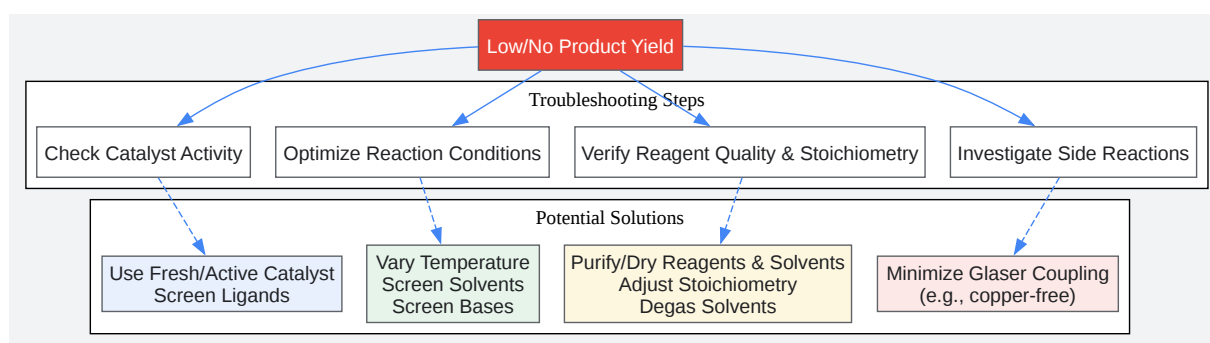 Low/No Product Yield
Troubleshooting Steps
Check Catalyst Activity
Optimize Reaction Conditions
Verify Reagent Quality & Stoichiometry
Investigate Side Reactions
Potential Solutions
Use Fresh/Active Catalyst
Screen Ligands
Vary Temperature
Screen Solvents
Screen Bases
Purify/Dry Reagents & Solvents
Adjust Stoichiometry
Degas Solvents
Minimize Glaser Coupling
(e.g., copper-free)